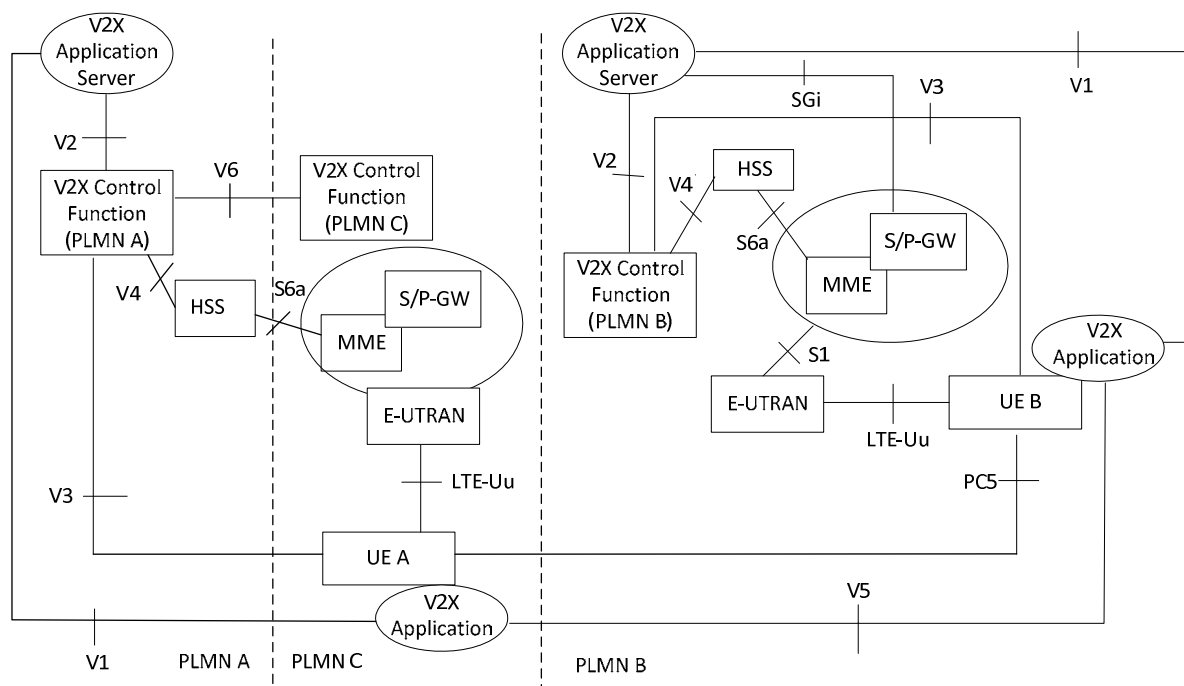 V2X
Application
Server
V2
V2X Control
Function
(PLMN A)
V6
V2X Control
Function
(PLMN C)
V4
HSS
S6a
S/P-GW
MME
E-UTRAN
LTE-Uu
V3
UE A
V2X
Application
V1
PLMN A
PLMN C
V2X
Application
Server
SGi
V3
V1
V2
V4
HSS
S6a
S/P-GW
MME
V2X Control
Function
(PLMN B)
S1
V2X
Application
E-UTRAN
UE B
LTE-Uu
PC5
V5
PLMN B